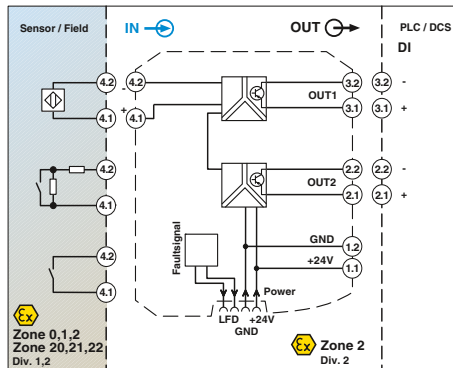 Sensor / Field
IN
OUT
PLC / DCS
DI
4.2
-
4.2
3.2
3.2
-
OUT1
4.1
+
4.1
3.1
3.1
+
4.2
2.2
2.2
-
OUT2
4.1
2.1
2.1
+
4.2
GND
1.2
+24V
1.1
4.1
Faultsignal
Power
LFD
+24V
GND
Ex
Zone 0,1,2
Zone 20,21,22
Div. 1,2
Ex
Zone 2
Div. 2